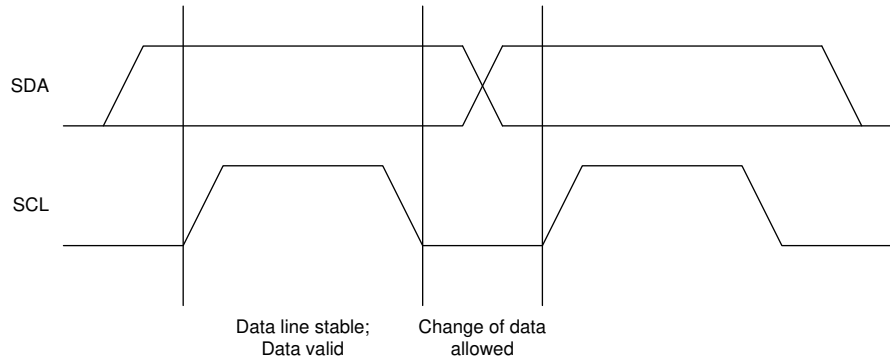 SDA
SCL
Data line stable;
Data valid
Change of data
allowed